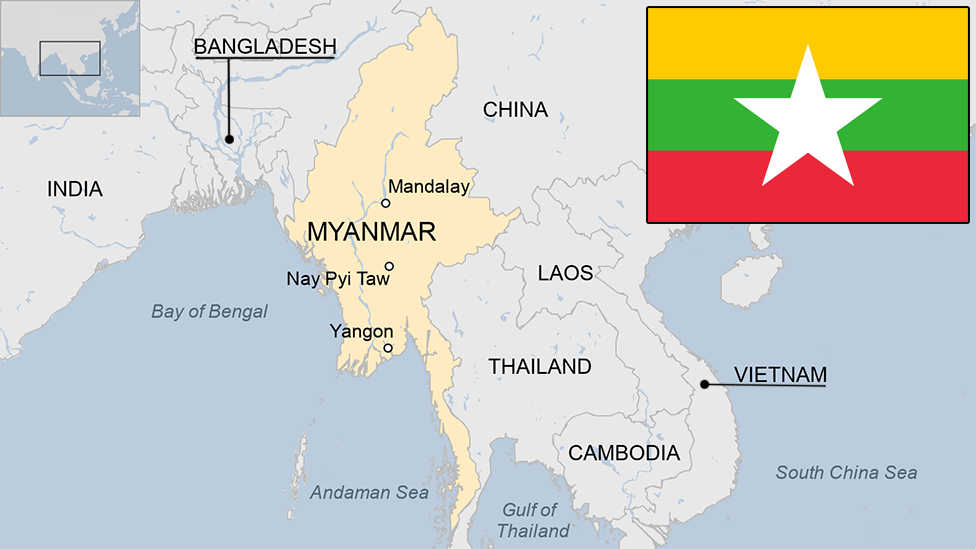 BANGLADESH
CHINA
INDIA
Mandalay
MYANMAR
LAOS
Nay Pyi Taw
Bay of Bengal
Yangon
THAILAND
VIETNAM
CAMBODIA
South China Sea
Andaman Sea
Gulf of
Thailand